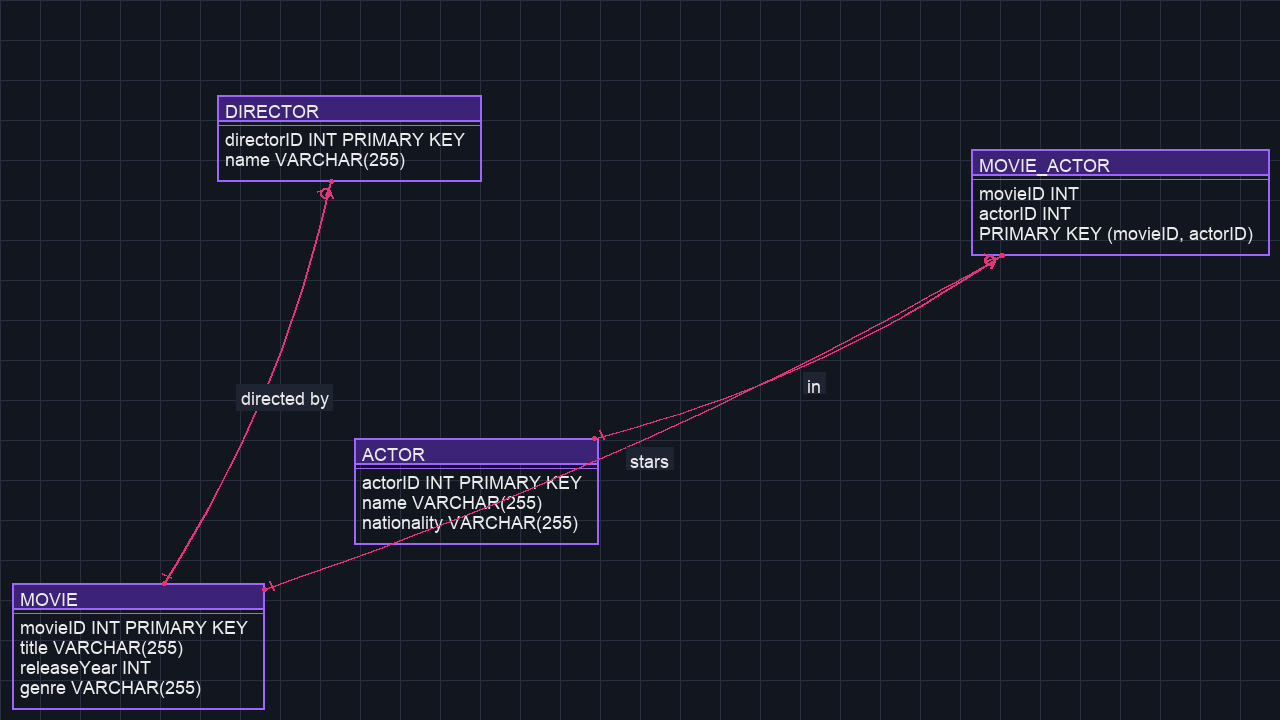 DIRECTOR
directorID INT PRIMARY KEY
name VARCHAR(255)
MOVIE_ACTOR
movieID INT
actorID INT
PRIMARY KEY (movieID, actorID)
in
directed by
ACTOR
actorID INT PRIMARY KEY
name VARCHAR(255)
nationality VARCHAR(255)
stars
MOVIE
movieID INT PRIMARY KEY
title VARCHAR(255)
releaseYear INT
genre VARCHAR(255)